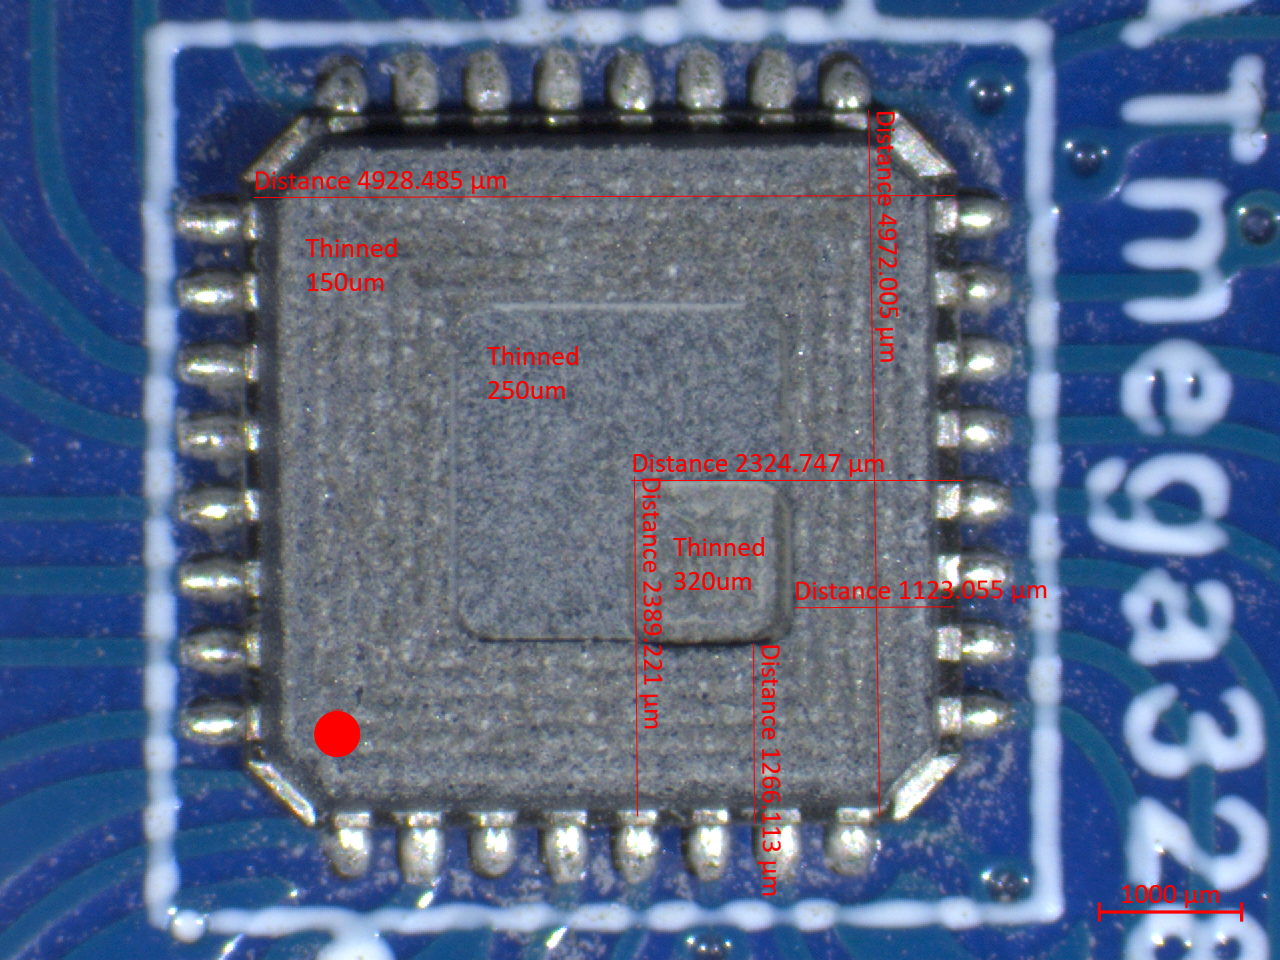 Distance 4928.485 µm
Distance 4972.005 µm
Thinned
150um
Thinned
250um
Distance 2324.747 µm
Distance 2389.221 µm
Thinned
320um
Distance 1123.055 µm
Distance 1266.113 µm
1000 µm
Tmega328